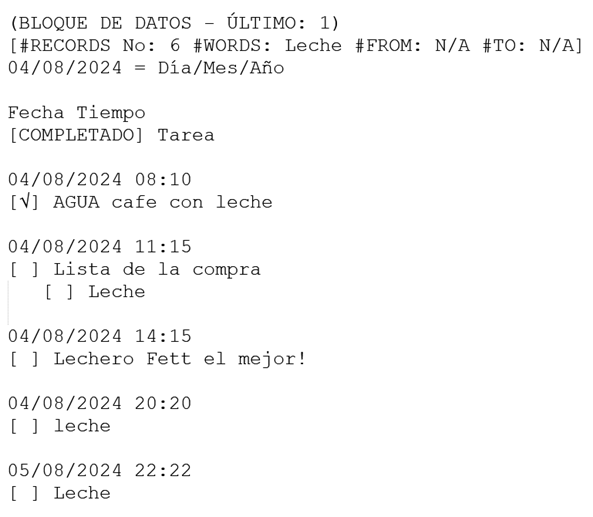 (BLOQUE DE DATOS – ÚLTIMO: 1)
[#RECORDS No: 6 #WORDS: Leche #FROM: N/A #TO: N/A]
04/08/2024 = Día/Mes/Año
Fecha Tiempo
[COMPLETADO] Tarea
04/08/2024 08:10
[√] AGUA cafe con leche
04/08/2024 11:15
[ ] Lista de la compra
[ ] Leche
04/08/2024 14:15
[ ] Lechero Fett el mejor!
04/08/2024 20:20
[ ] leche
05/08/2024 22:22
[ ] Leche